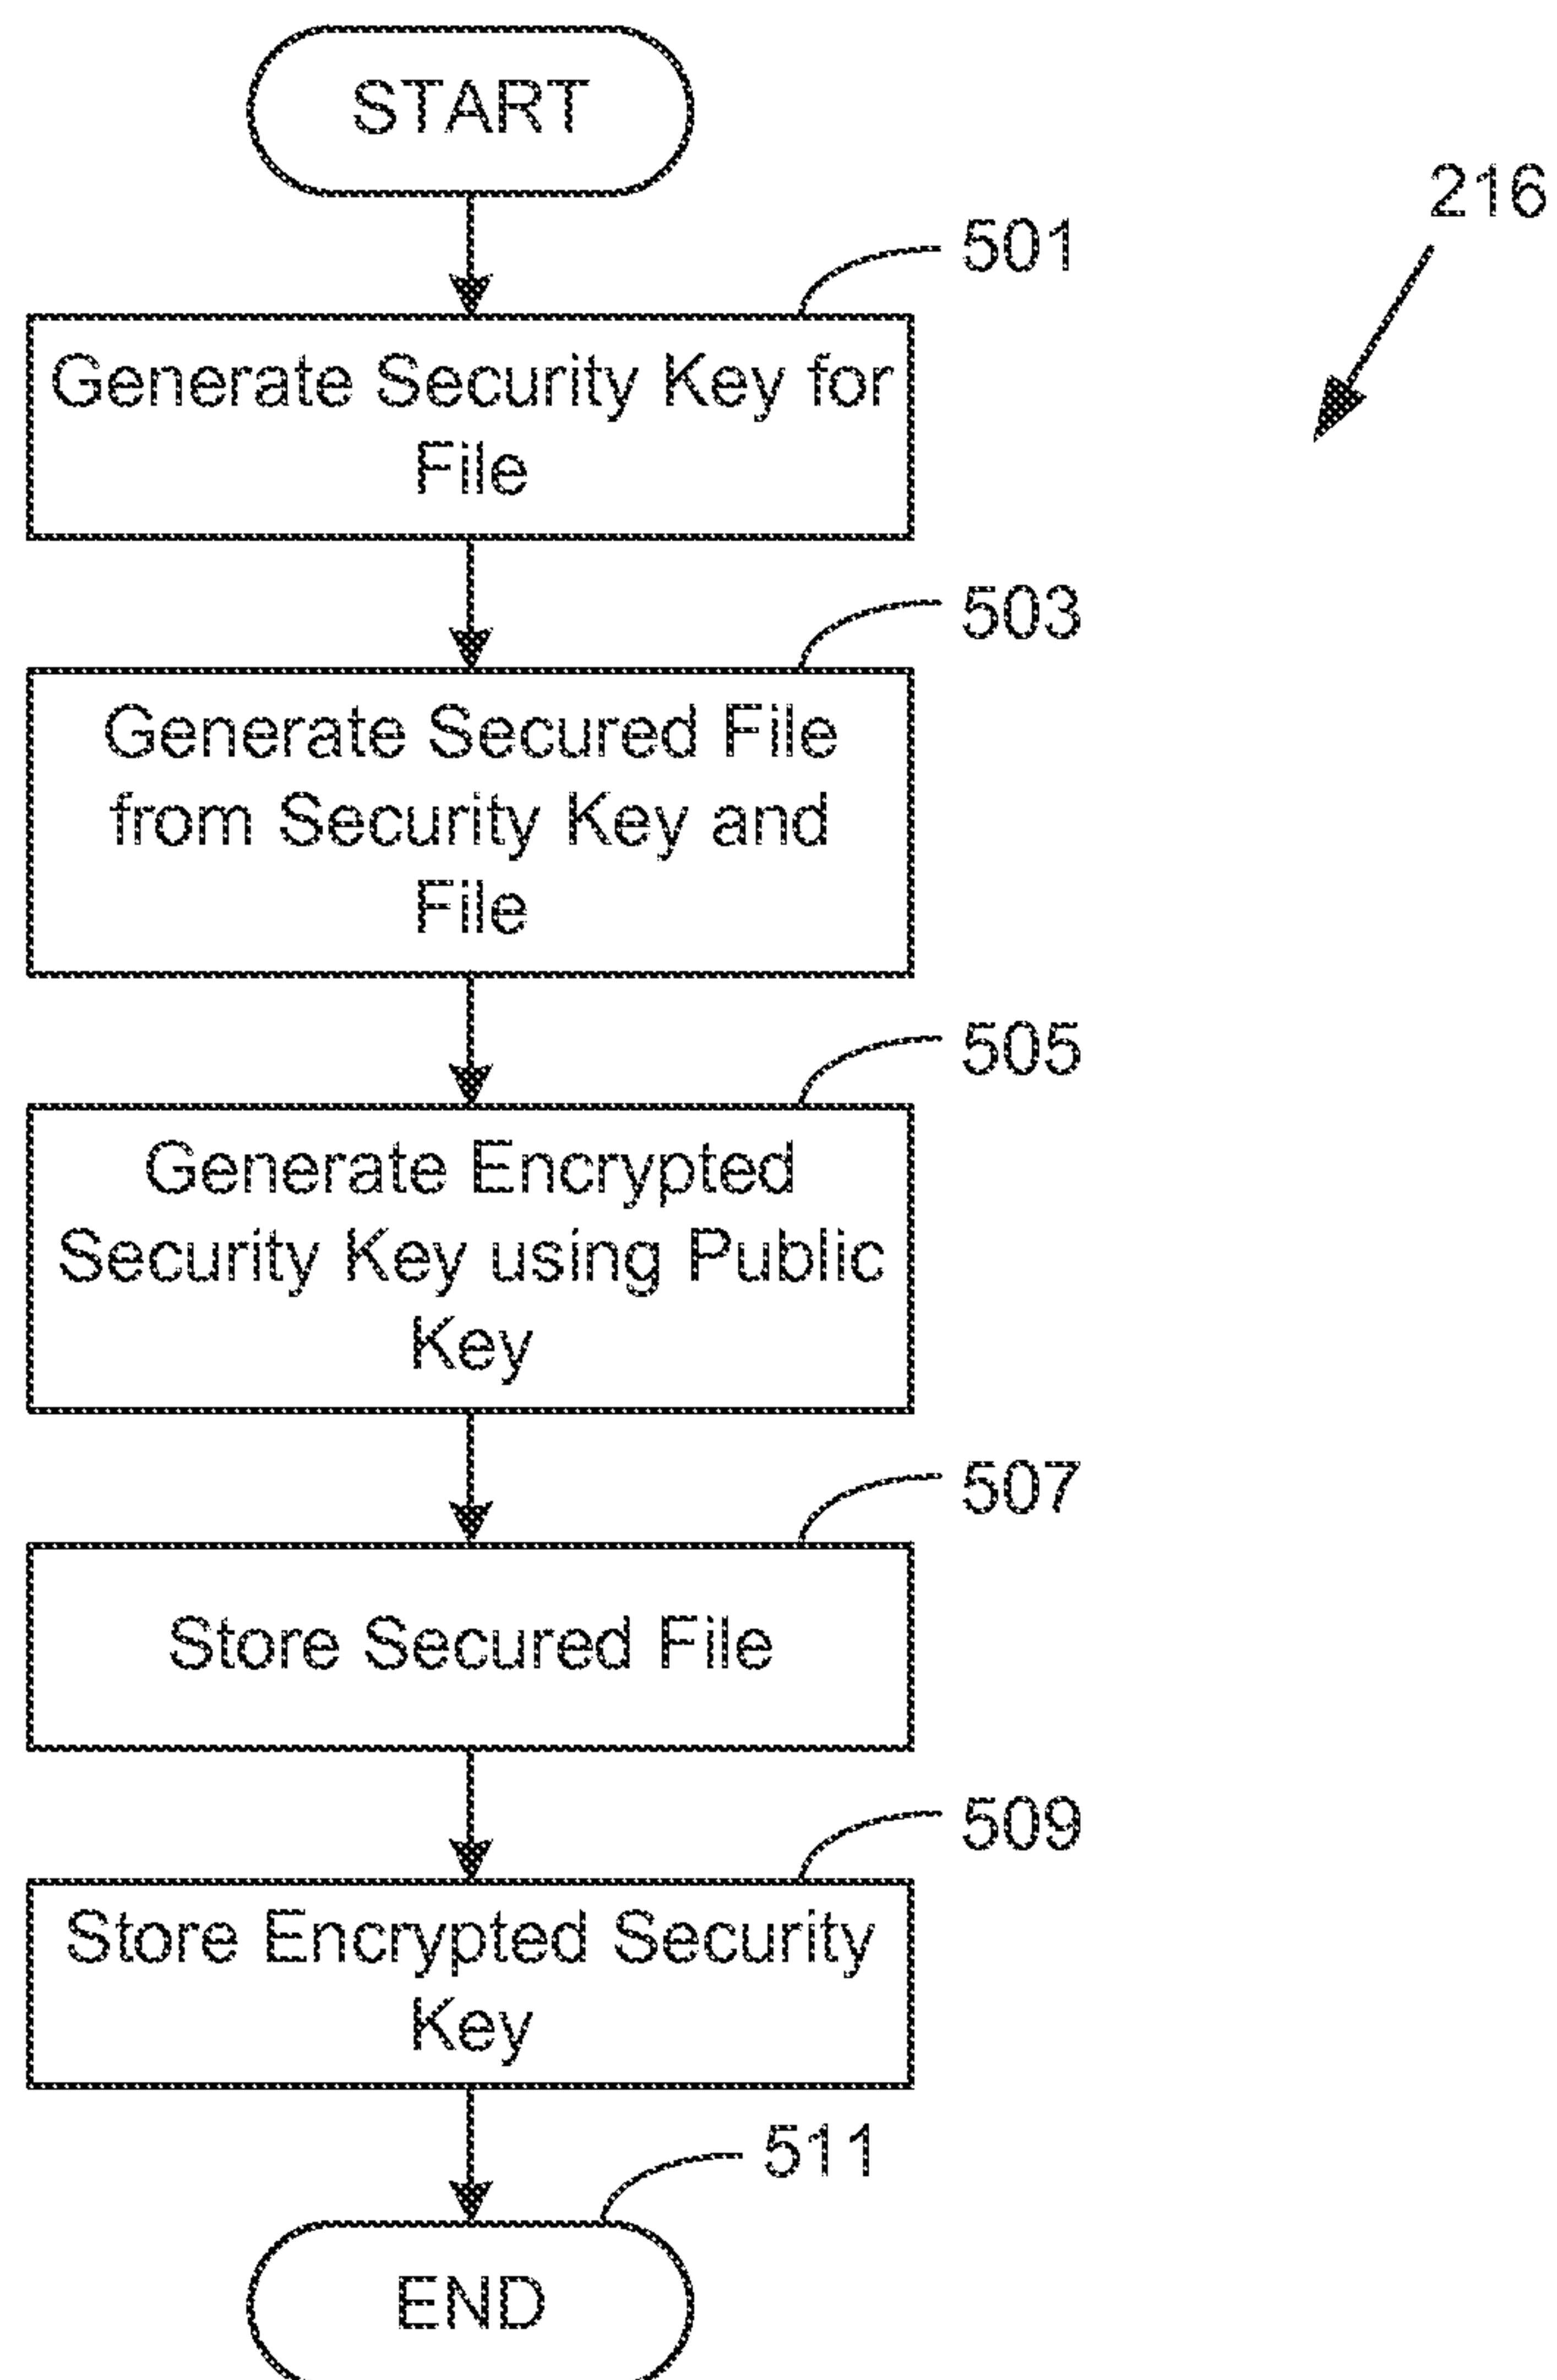 START
216
501
Generate Security Key for
File
503
Generate Secured File
from Security Key and
File
505
Generate Encrypted
Security Key using Public
Key
507
Store Secured File
509
Store Encrypted Security
Key
511
END